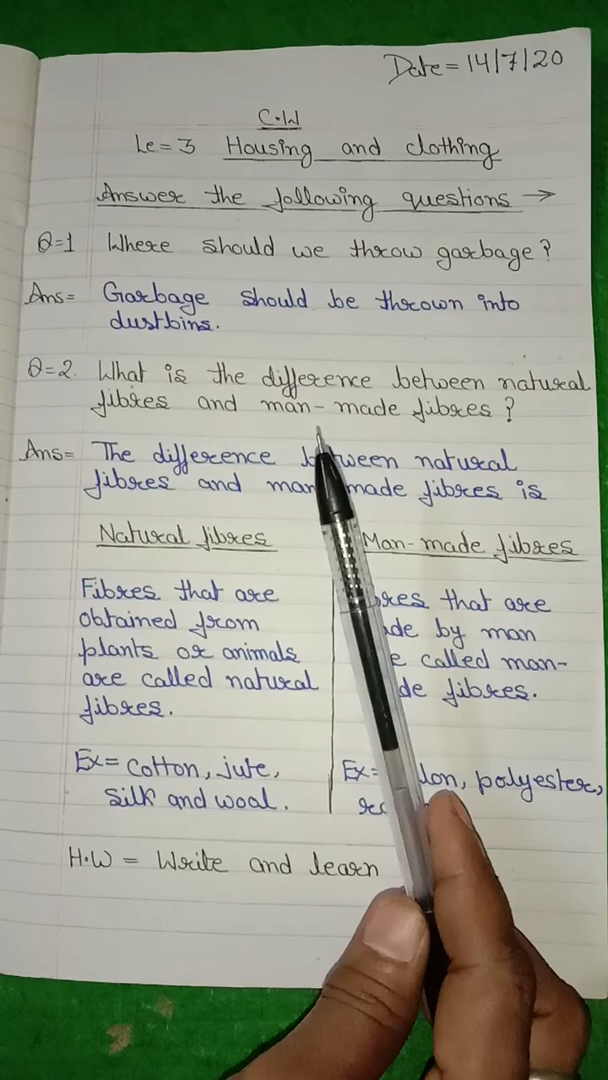 Date = 14/7/20
C.W
Le = 3 Housing and clothing
Answer the following questions →
Q=1 Where should we throw garbage?
Ans= Garbage should be thrown into
dustbins.
Q=2. What is the difference between natural
fibres and man-made fibres?
Ans= The difference between natural
fibres and man made fibres is
Natural fibres
Man-made fibres
Fibres that are
obtained from
plants or animals
are called natural
fibres.
that are
by man
called man-
fibres.
Ex= Cotton, jute,
silk and woal.
Ex= polyester,
H.W = Write and learn